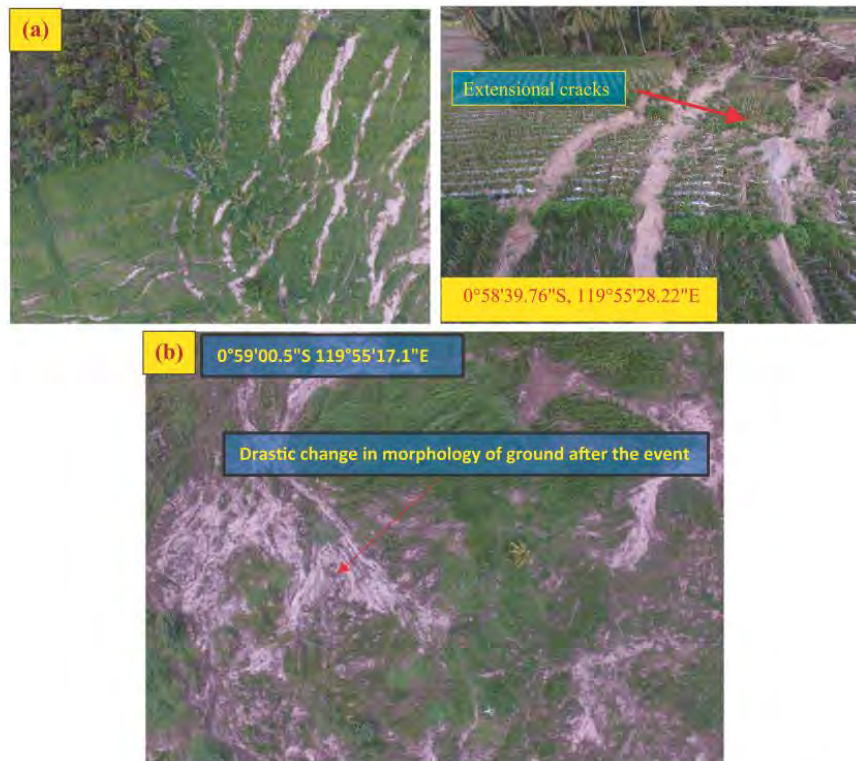 (a)
Extensional cracks
0°58'39.76"S, 119°55'28.22"E
(b)
0°59'00.5"S 119°55'17.1"E
Drastic change in morphology of ground after the event